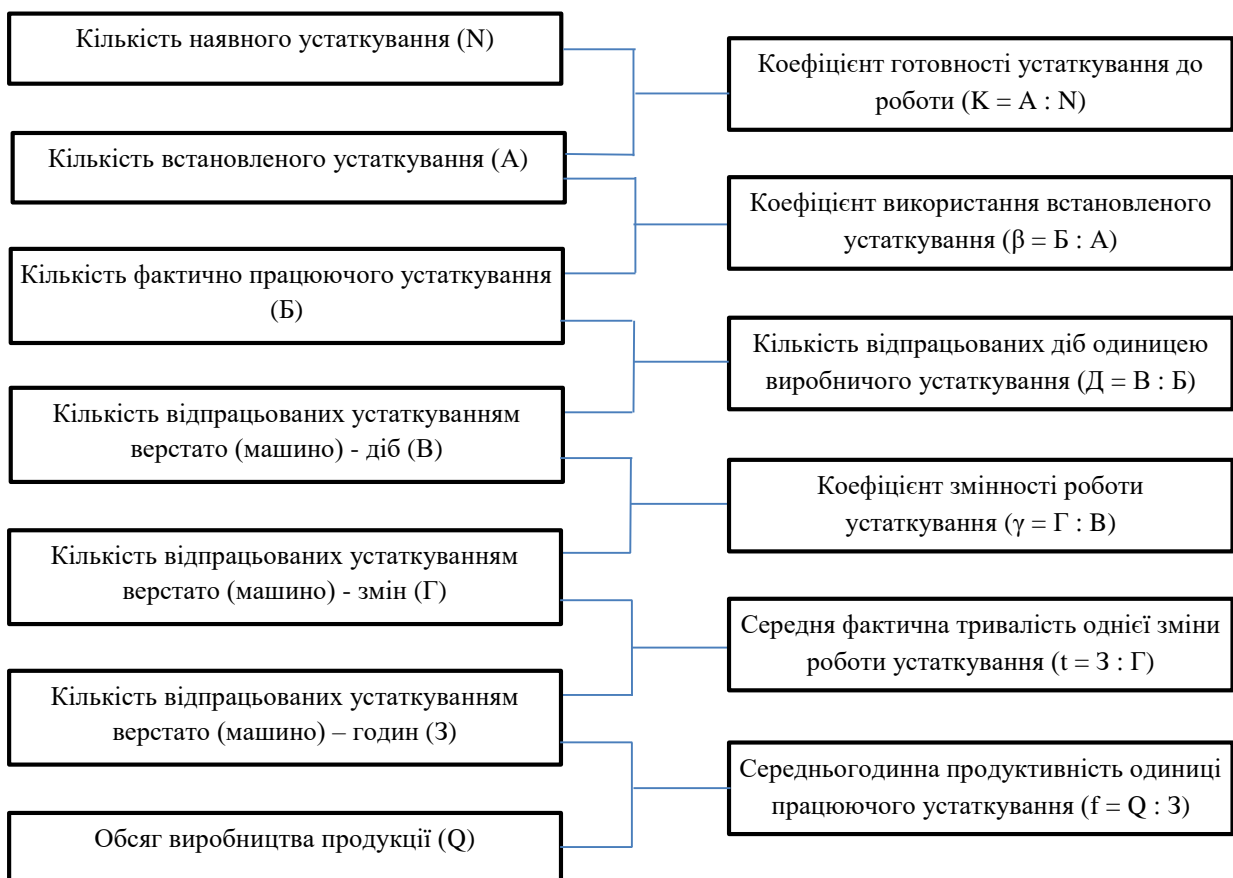 Кількість наявного устаткування (N)
Коефіцієнт готовності устаткування до
роботи (K = A : N)
Кількість встановленого устаткування (А)
Коефіцієнт використання встановленого
устаткування (β = Б : А)
Кількість фактично працюючого устаткування
(Б)
Кількість відпрацьованих діб одиницею
виробничого устаткування (Д = В : Б)
Кількість відпрацьованих устаткуванням
верстато (машино) - діб (В)
Коефіцієнт змінності роботи
устаткування (γ = Г : В)
Кількість відпрацьованих устаткуванням
верстато (машино) - змін (Г)
Середня фактична тривалість однієї зміни
роботи устаткування (t = З : Г)
Кількість відпрацьованих устаткуванням
верстато (машино) – годин (З)
Середньогодинна продуктивність одиниці
працюючого устаткування (f = Q : З)
Обсяг виробництва продукції (Q)